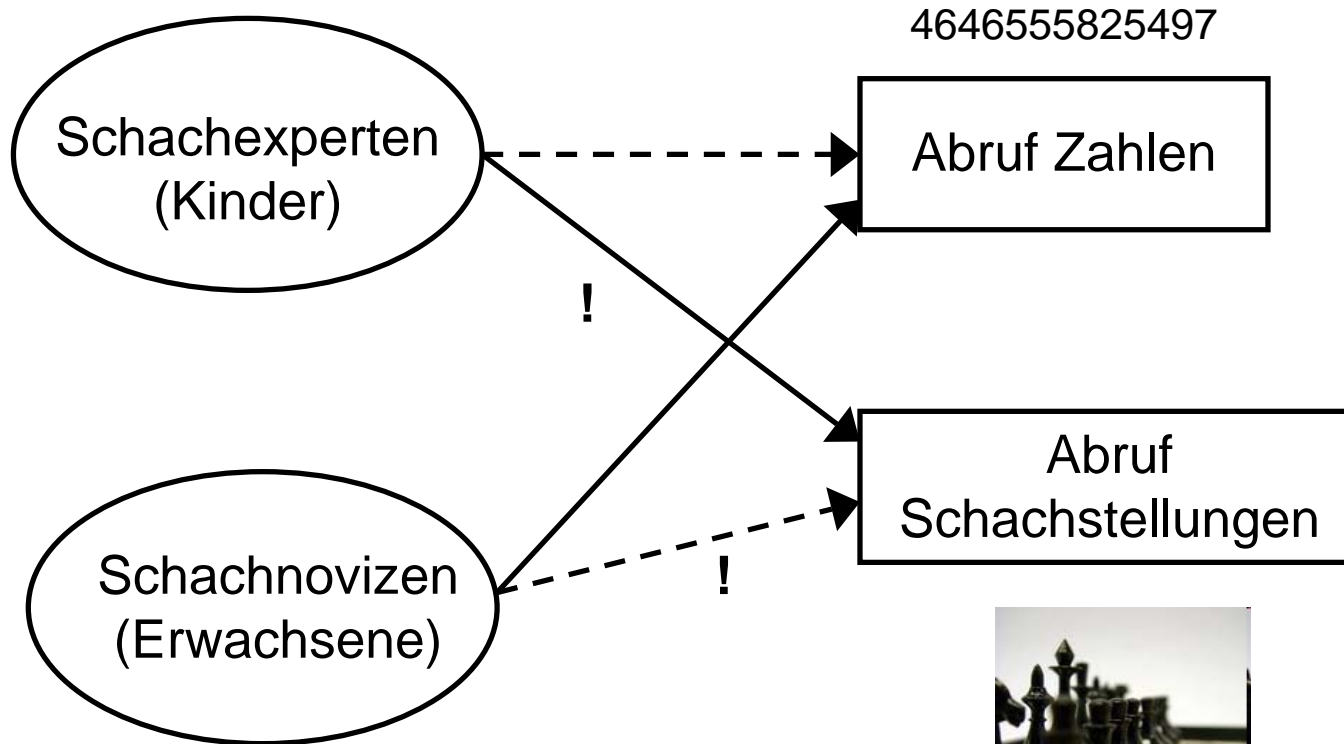 4646555825497
Schachexperten
(Kinder)
Abruf Zahlen
!
Abruf
Schachstellungen
!
Schachnovizen
(Erwachsene)